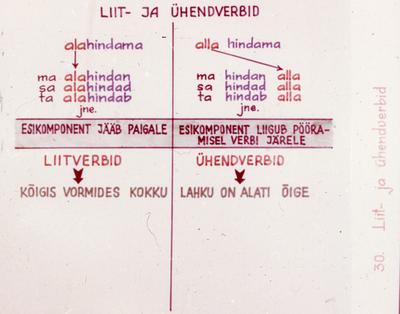 LIIT- JA ÜHENDVERBID
alahindama
ma alahindan
sa alahindad
ta alahindab
jne.
ESIKOMPONENT JÄÄB PAIGALE
LIITVERBID
KÕIGIS VORMIDES KOKKU
alla hindama
ma hindan alla
sa hindad alla
ta hindab alla
jne.
ESIKOMPONENT LIIGUB PÖÖRA-
MISEL VERBI JÄRELE
ÜHENDVERBID
LAHKU ON ALATI ÕIGE
30. Liit- ja ühendverbid